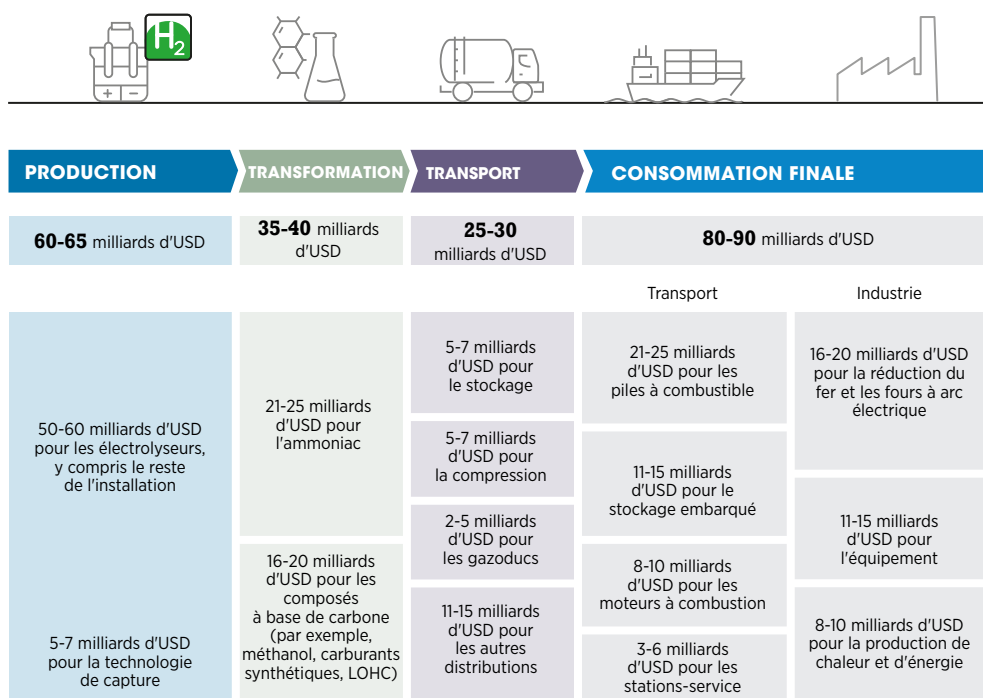 H2
PRODUCTION
TRANSFORMATION
TRANSPORT
CONSOMMATION FINALE
60-65 milliards d'USD
35-40 milliards
d'USD
25-30
milliards d'USD
80-90 milliards d'USD
Transport
Industrie
50-60 milliards d'USD
pour les électrolyseurs,
y compris le reste
de l'installation
5-7 milliards d'USD
pour la technologie
de capture
21-25 milliards
d'USD pour
l'ammoniac
16-20 milliards
d'USD pour les
composés
à base de carbone
(par exemple,
méthanol, carburants
synthétiques, LOHC)
5-7 milliards
d'USD pour
le stockage
5-7 milliards
d'USD pour
la compression
2-5 milliards
d'USD pour
les gazoducs
11-15 milliards
d'USD pour
les autres
distributions
21-25 milliards
d'USD pour les
piles à combustible
11-15 milliards
d'USD pour le
stockage embarqué
8-10 milliards
d'USD pour les
moteurs à combustion
3-6 milliards
d'USD pour les
stations-service
16-20 milliards d'USD
pour la réduction du
fer et les fours à arc
électrique
11-15 milliards
d'USD pour
l'équipement
8-10 milliards d'USD
pour la production de
chaleur et d'énergie